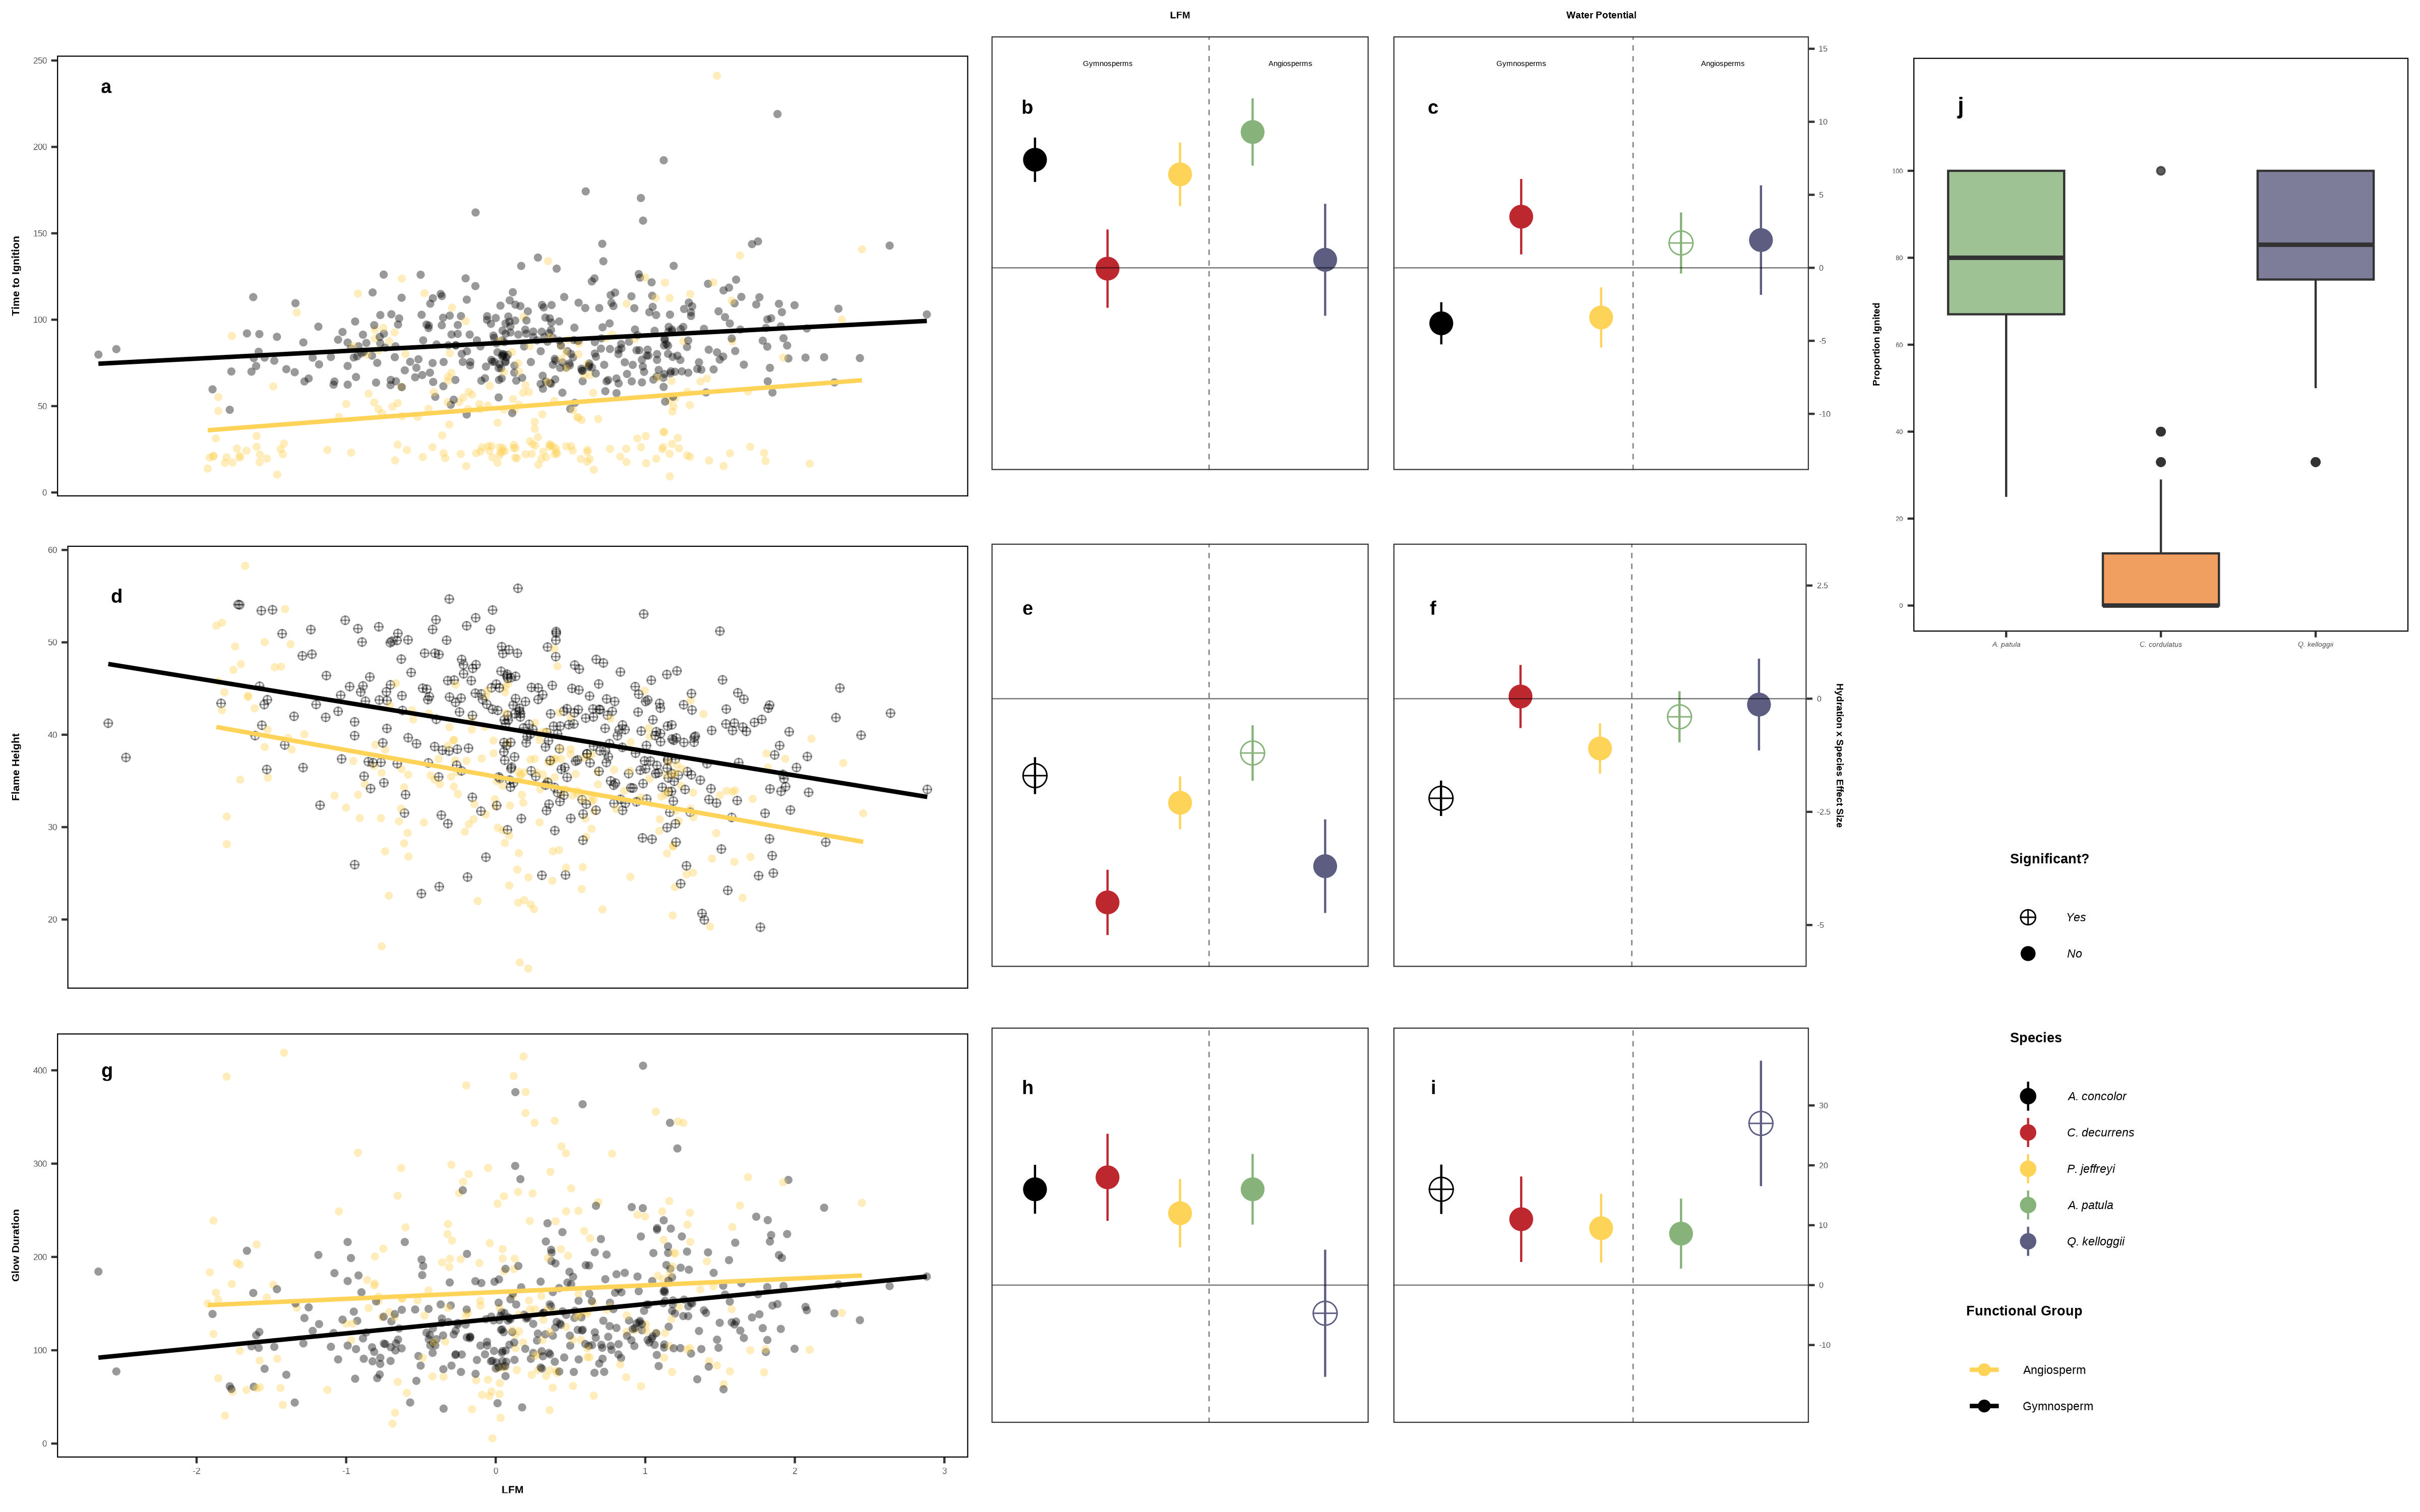 LFM
Water Potential
a
250
200
150
100
50
0
Time to Ignition
Gymnosperms
Angiosperms
b
Gymnosperms
Angiosperms
c
15
10
5
0
-5
-10
j
100
80
60
40
20
0
Proportion Ignited
A. patula
C. cordulatus
Q. kelloggii
d
60
50
40
30
20
Flame Height
e
f
2.5
0
-2.5
-5
Hydration x Species Effect Size
g
400
300
200
100
0
Glow Duration
-2
-1
0
1
2
3
LFM
h
i
30
20
10
0
-10
Significant?
Yes
No
Species
A. concolor
C. decurrens
P. jeffreyi
A. patula
Q. kelloggii
Functional Group
Angiosperm
Gymnosperm